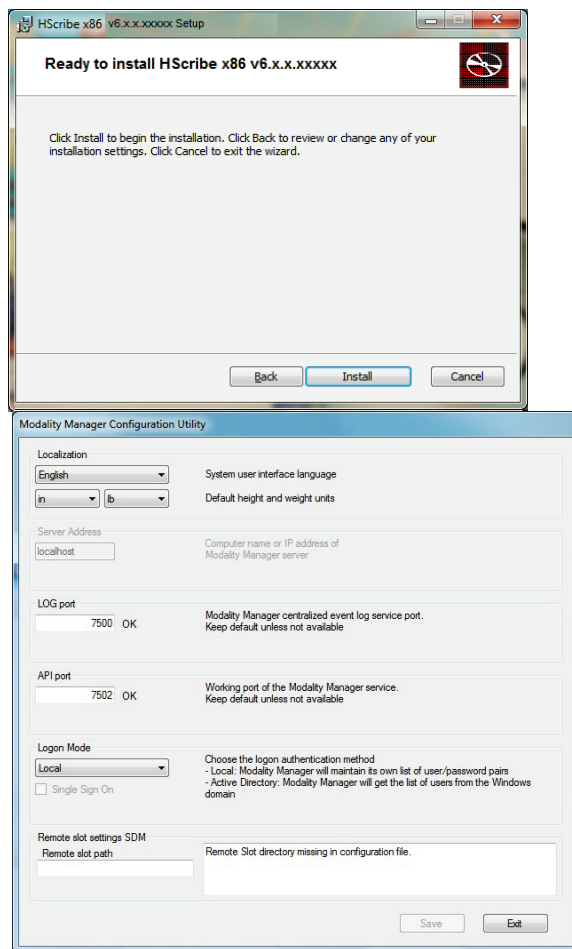 HScribe x86 v6.x.x.xxxxx Setup
Ready to install HScribe x86 v6.x.x.xxxxx
Click Install to begin the installation. Click Back to review or change any of your
installation settings. Click Cancel to exit the wizard.
Back
Install
Cancel
Modality Manager Configuration Utility
Localization
English
System user interface language
in
lb
Default height and weight units
Server Address
localhost
Computer name or IP address of
Modality Manager server
LOG port
7500 OK
Modality Manager centralized event log service port.
Keep default unless not available
API port
7502 OK
Working port of the Modality Manager service.
Keep default unless not available
Logon Mode
Local
Single Sign On
Choose the logon authentication method
- Local: Modality Manager will maintain its own list of user/password pairs
- Active Directory: Modality Manager will get the list of users from the Windows
domain
Remote slot settings SDM
Remote slot path
Remote Slot directory missing in configuration file.
Save
Exit